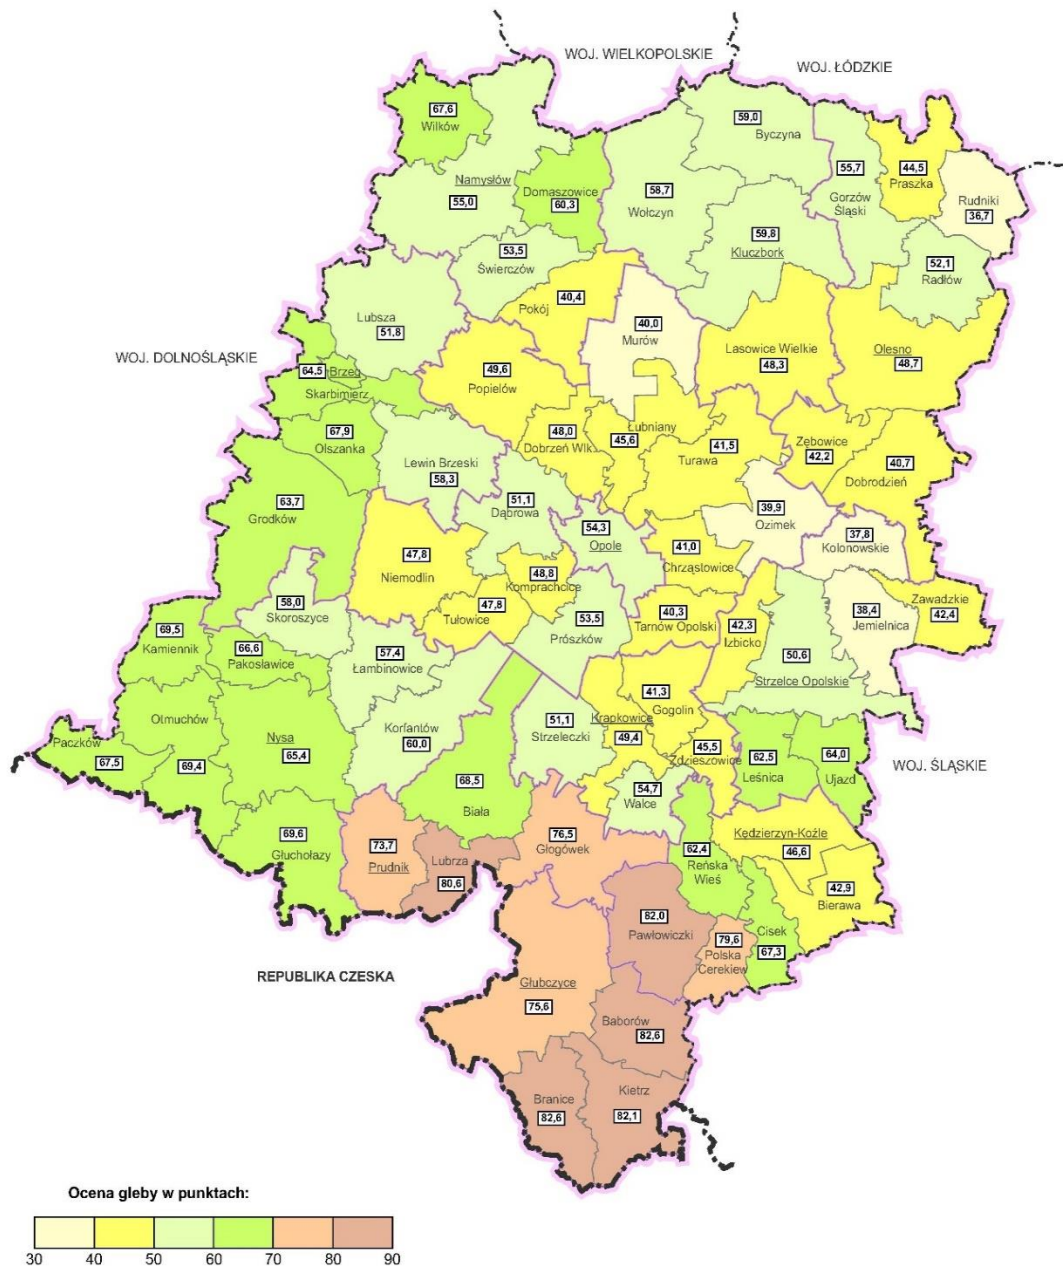 WOJ. WIELKOPOLSKIE
WOJ. ŁÓDZKIE
67,6
Wilków
59,0
Byczyna
Namysłów
55,0
Domaszowice
60,3
58,7
Wołczyn
55,7
Gorzów
Śląski
44,5
Praszka
Rudniki
36,7
59,8
Kluczbork
53,5
Świerczów
52,1
Radłów
Lubsza
51,8
Pokój
40,4
40,0
Murów
WOJ. DOLNOŚLĄSKIE
Lasowice Wielkie
48,3
Olesno
48,7
64,5
Brzeg
Skarbimierz
49,6
Popielów
67,9
Olszanka
48,0
Dobrzeń Wlk.
Łubniany
45,6
41,5
Turawa
Zębowice
42,2
40,7
Dobrodzień
Lewin Brzeski
58,3
63,7
Grodków
51,1
Dąbrowa
54,3
Opole
39,9
Ozimek
37,8
Kolonowskie
47,8
Niemodlin
48,8
Komprachcice
41,0
Chrząstowice
58,0
Skoroszyce
47,8
Tułowice
53,5
Prószków
40,3
Tarnów Opolski
42,3
Izbicko
38,4
Jemielnica
Zawadzkie
42,4
69,5
Kamiennik
66,6
Pakosławice
57,4
Łambinowice
50,6
Strzelce Opolskie
Otmuchów
69,4
Nysa
65,4
Korfantów
60,0
51,1
Strzeleczki
41,3
Gogolin
Krapkowice
49,4
45,5
Zdzieszowice
Paczków
67,5
62,5
Leśnica
64,0
Ujazd
WOJ. ŚLĄSKIE
68,5
Biała
54,7
Walce
69,6
Głuchołazy
73,7
Prudnik
Lubrza
80,6
76,5
Głogówek
62,4
Reńska
Wieś
Kędzierzyn-Koźle
46,6
42,9
Bierawa
82,0
Pawłowiczki
79,6
Polska
Cerekiew
Cisek
67,3
REPUBLIKA CZESKA
Głubczyce
75,6
Baborów
82,6
Branice
82,6
Kietrz
82,1
Ocena gleby w punktach:
30 40 50 60 70 80 90